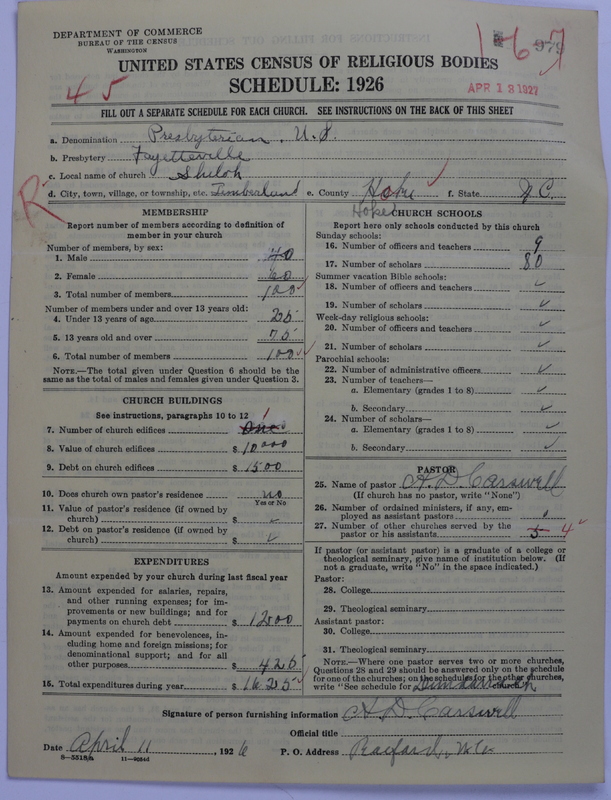 DEPARTMENT OF COMMERCE
BUREAU OF THE CENSUS
WASHINGTON
167
979
UNITED STATES CENSUS OF RELIGIOUS BODIES
SCHEDULE: 1926
APR 13 1927
45
FILL OUT A SEPARATE SCHEDULE FOR EACH CHURCH. SEE INSTRUCTIONS ON THE BACK OF THIS SHEET
a. Denomination Presbyterian, U.S.
b. Presbytery Fayetteville
c. Local name of church Shiloh
d. City, town, village, or township, etc. Timberland e. County Hoke f. State N.C.
R
Hoke
MEMBERSHIP
Report number of members according to definition of member in your church
Number of members, by sex:
1. Male 40
2. Female 60
3. Total number of members 100
Number of members under and over 13 years old:
4. Under 13 years of age 25
5. 13 years old and over 75
6. Total number of members 100
NOTE.—The total given under Question 6 should be the same as the total of males and females given under Question 3.
CHURCH BUILDINGS
See instructions, paragraphs 10 to 12
7. Number of church edifices One 1
8. Value of church edifices $ 10000
9. Debt on church edifices $ 1500
10. Does church own pastor's residence no
Yes or No
11. Value of pastor's residence (if owned by church) $
12. Debt on pastor's residence (if owned by church) $
EXPENDITURES
Amount expended by your church during last fiscal year
13. Amount expended for salaries, repairs, and other running expenses; for improvements or new buildings; and for payments on church debt $ 1200
14. Amount expended for benevolences, including home and foreign missions; for denominational support; and for all other purposes $ 425
15. Total expenditures during year $ 1625
CHURCH SCHOOLS
Report here only schools conducted by this church
Sunday schools:
16. Number of officers and teachers 9
17. Number of scholars 80
Summer vacation Bible schools:
18. Number of officers and teachers
19. Number of scholars
Week-day religious schools:
20. Number of officers and teachers
21. Number of scholars
Parochial schools:
22. Number of administrative officers
23. Number of teachers—
a. Elementary (grades 1 to 8)
b. Secondary
24. Number of scholars—
a. Elementary (grades 1 to 8)
b. Secondary
PASTOR
25. Name of pastor A. D. Carswell
(If church has no pastor, write "None")
26. Number of ordained ministers, if any, employed as assistant pastors 0
27. Number of other churches served by the pastor or his assistants 5 4
If pastor (or assistant pastor) is a graduate of a college or theological seminary, give name of institution below. (If not a graduate, write "No" in the space indicated.)
Pastor:
28. College
29. Theological seminary
Assistant pastor:
30. College
31. Theological seminary
NOTE.—Where one pastor serves two or more churches, Questions 28 and 29 should be answered only on the schedule for one of the churches; on the schedules for the other churches, write "See schedule for church."
Signature of person furnishing information A. D. Carswell
Official title
Date April 11, 1926 P. O. Address Raeford, N.C.
8—5518a 11—9064d